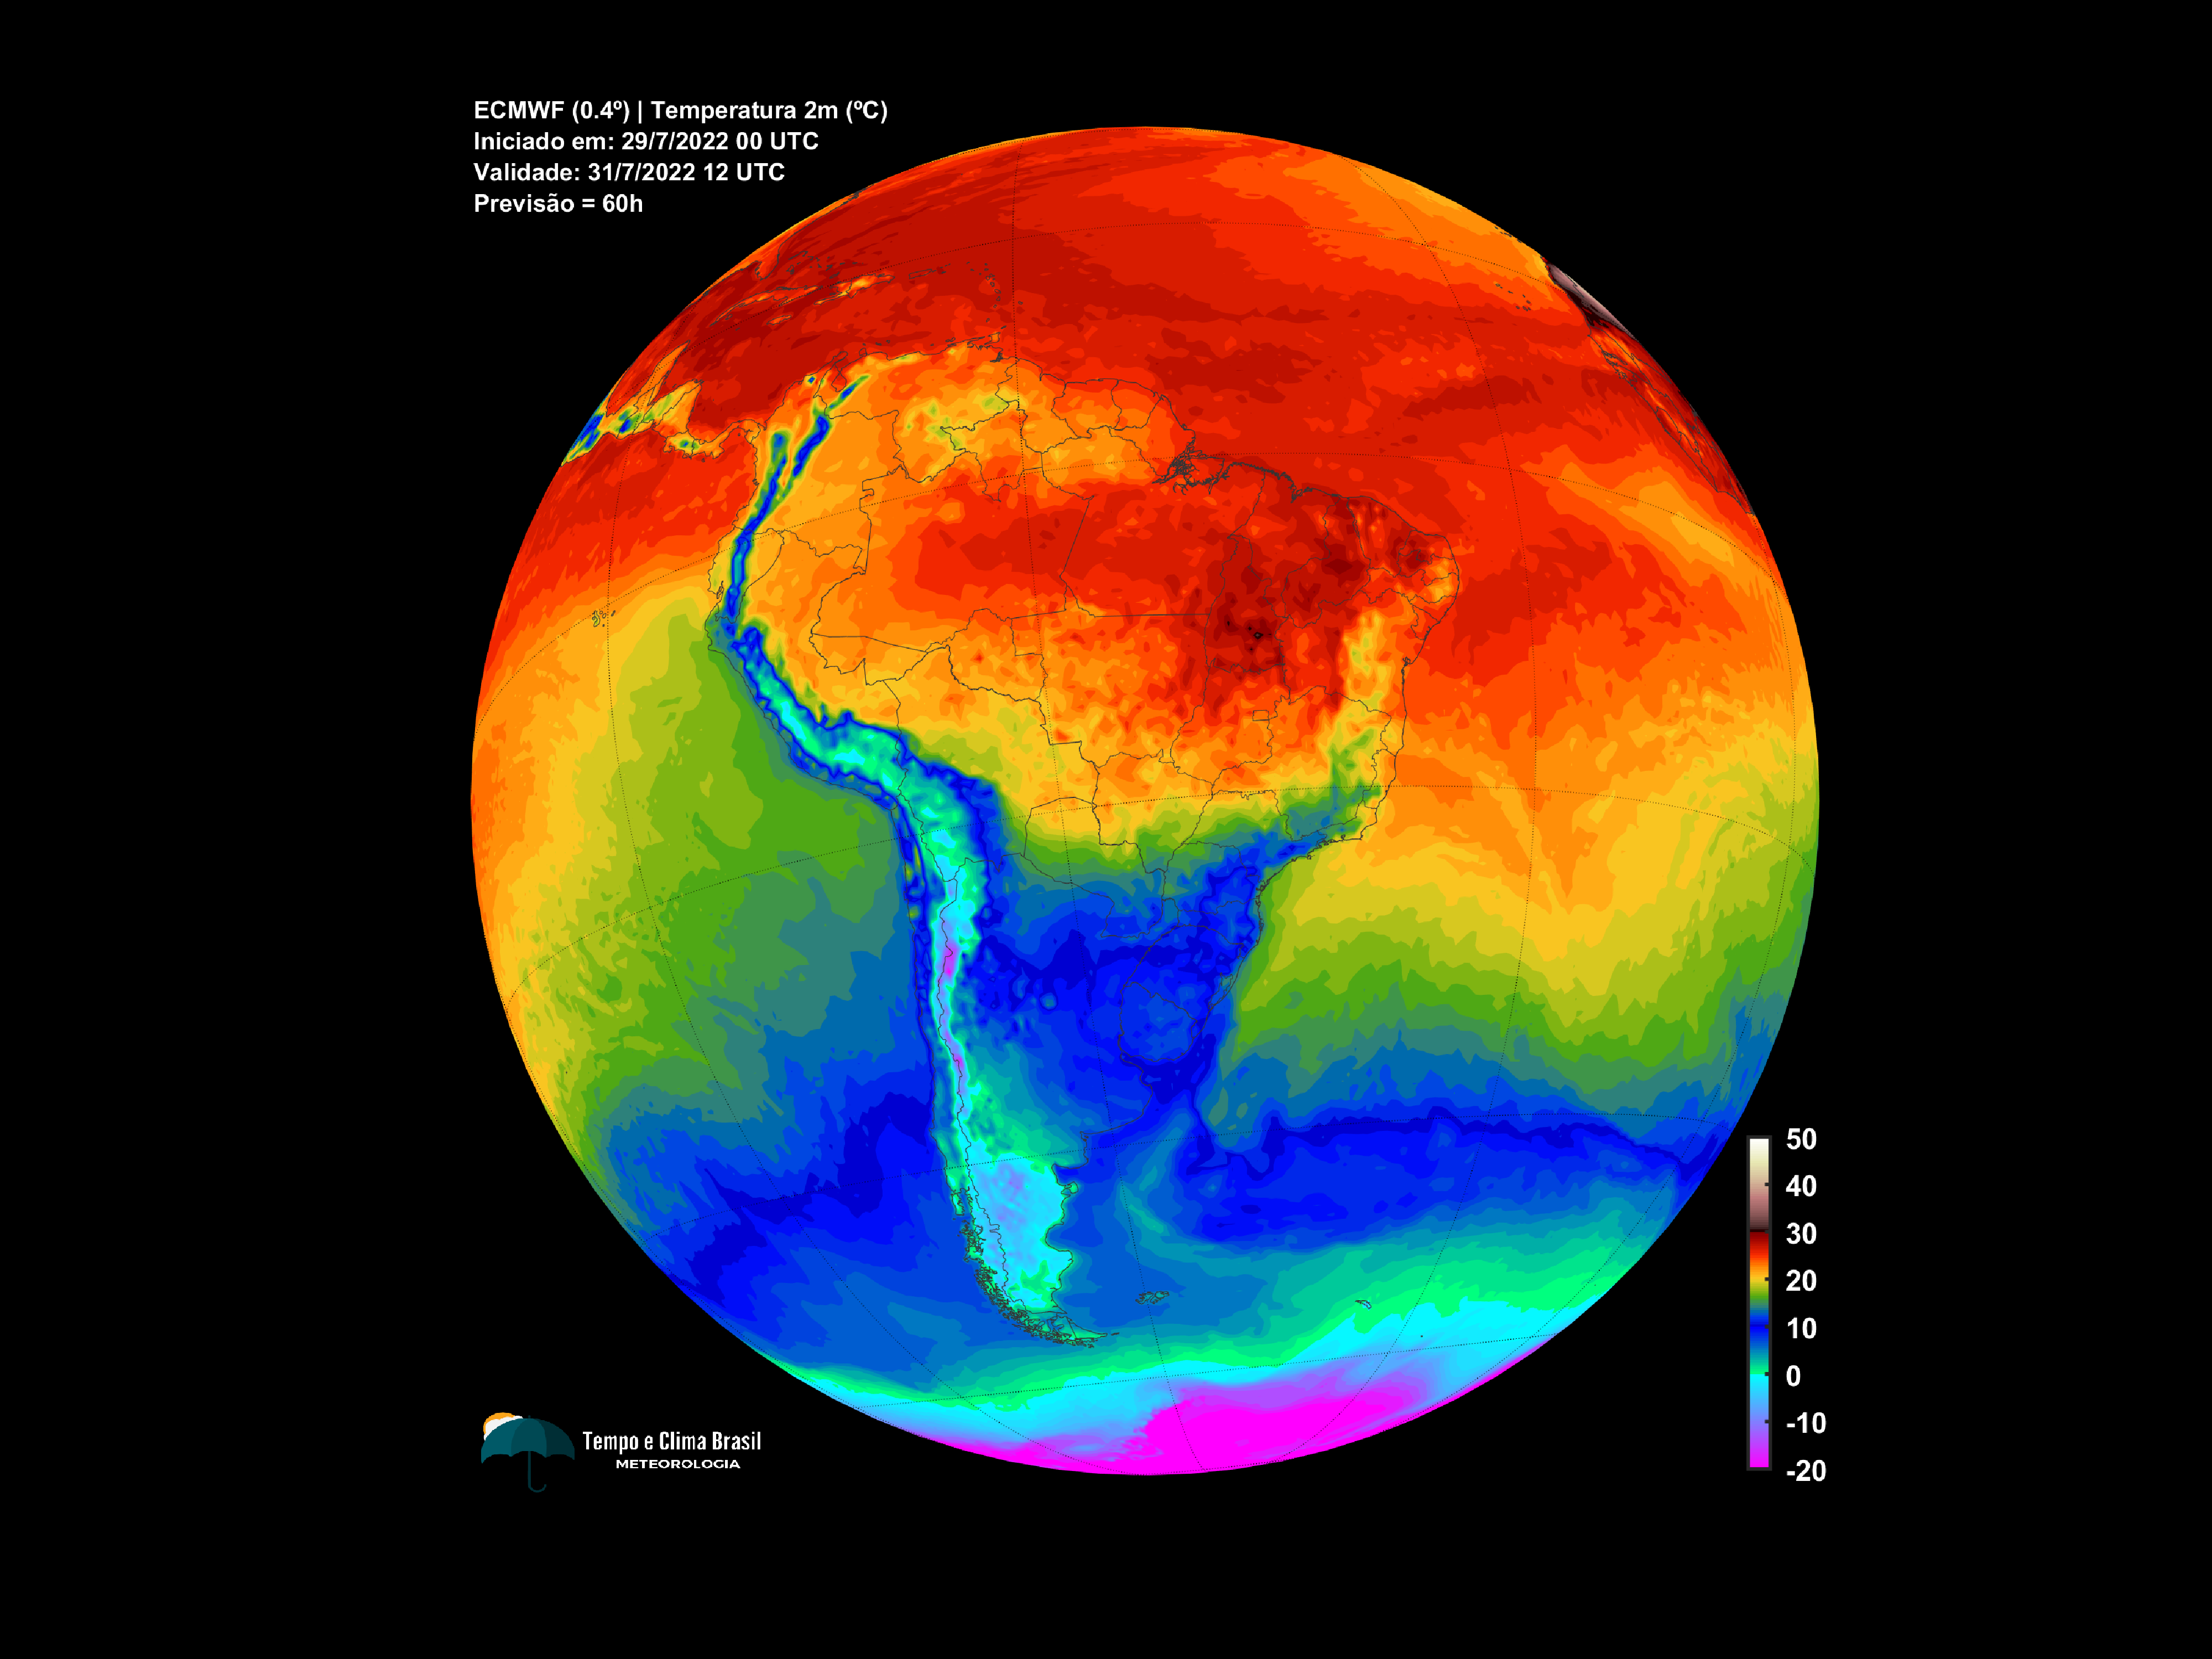 ECMWF (0.4º) | Temperatura 2m (ºC)
Iniciado em: 29/7/2022 00 UTC
Validade: 31/7/2022 12 UTC
Previsão = 60h
50
40
30
20
10
0
-10
-20
Tempo e Clima Brasil
METEOROLOGIA